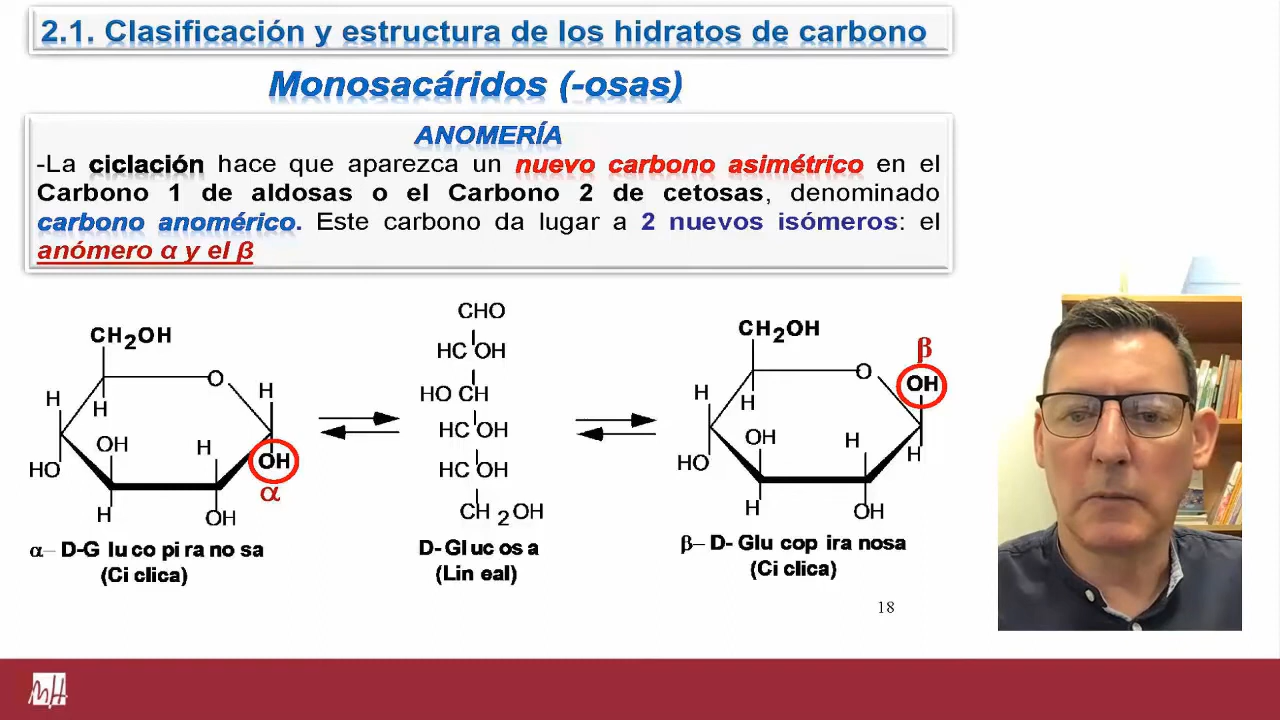 2.1. Clasificación y estructura de los hidratos de carbono
Monosacáridos (-osas)
ANOMERÍA
-La ciclación hace que aparezca un nuevo carbono asimétrico en el
Carbono 1 de aldosas o el Carbono 2 de cetosas, denominado
carbono anomérico. Este carbono da lugar a 2 nuevos isómeros: el
anómero α y el β
CH2OH
O
H
H
H
OH
H
HO
OH
α
H
OH
α– D-G lu co pi ra no sa
(Ci clica)
CHO
HC OH
HO CH
HC OH
HC OH
CH 2OH
D- Gl uc os a
(Lin eal)
CH2OH
β
O
OH
H
H
OH
H
HO
H
H
OH
β– D- Glu cop ira nosa
(Ci clica)
18
MH